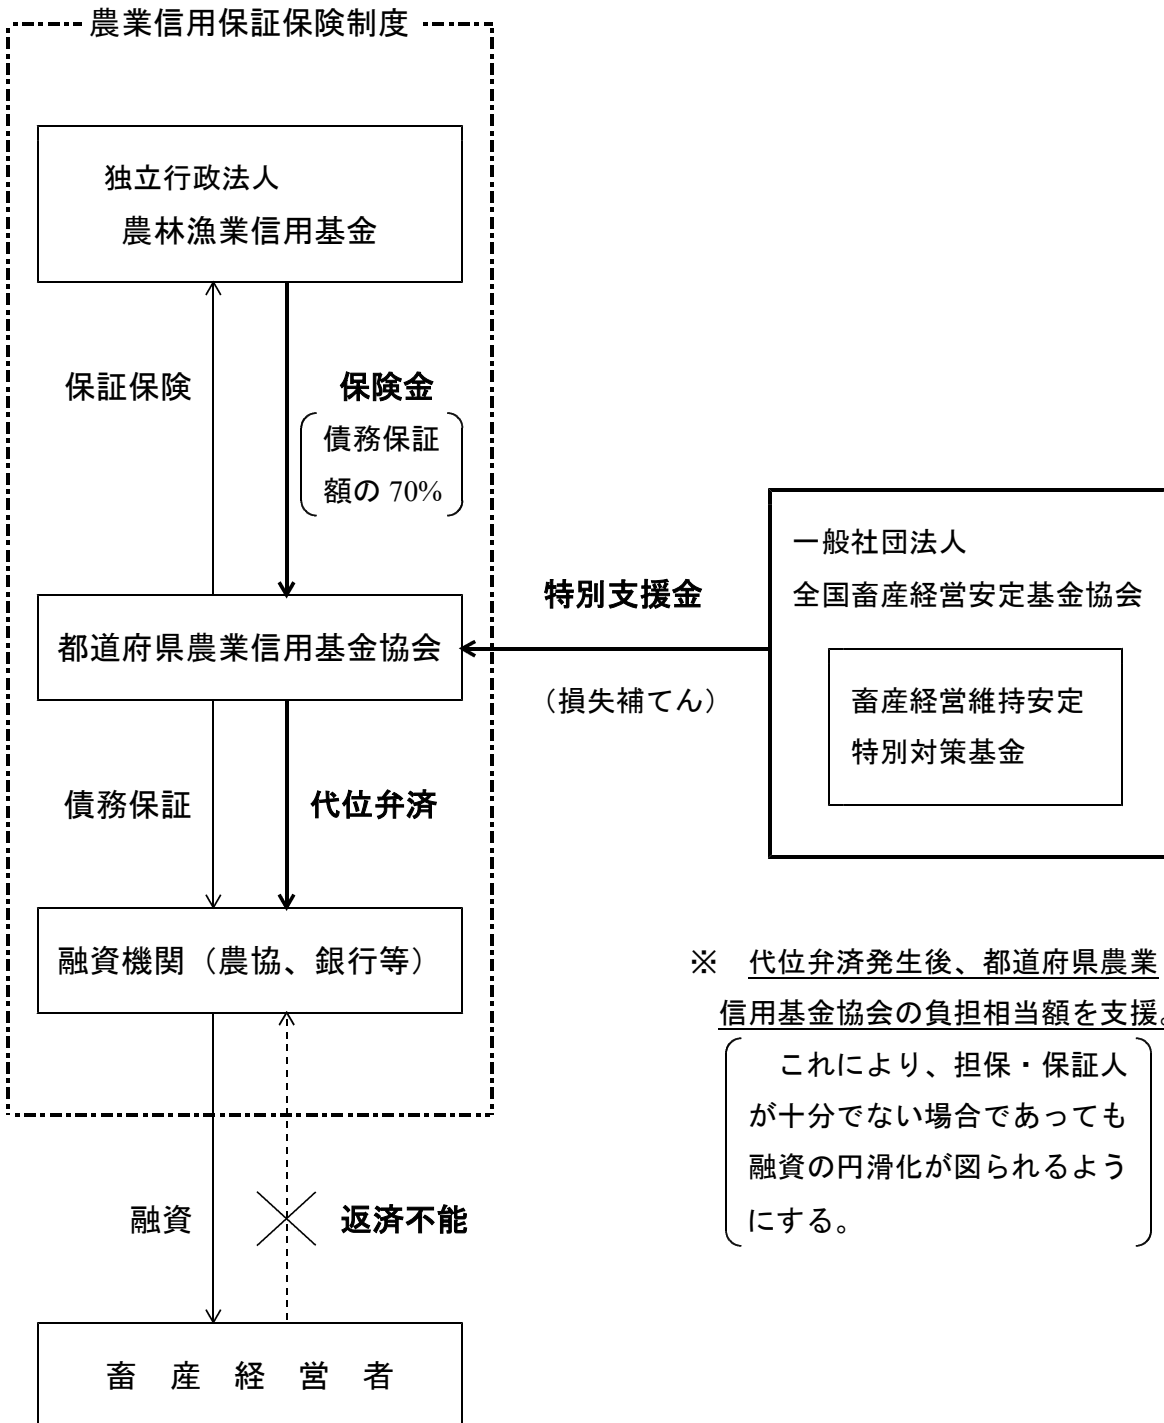 農業信用保証保険制度
独立行政法人
農林漁業信用基金
保証保険
保険金
債務保証
額の 70%
都道府県農業信用基金協会
特別支援金
（損失補てん）
一般社団法人
全国畜産経営安定基金協会
畜産経営維持安定
特別対策基金
債務保証
代位弁済
融資機関（農協、銀行等）
※　代位弁済発生後、都道府県農業
信用基金協会の負担相当額を支援。
これにより、担保・保証人
が十分でない場合であっても
融資の円滑化が図られるよう
にする。
融資
返済不能
畜　産　経　営　者